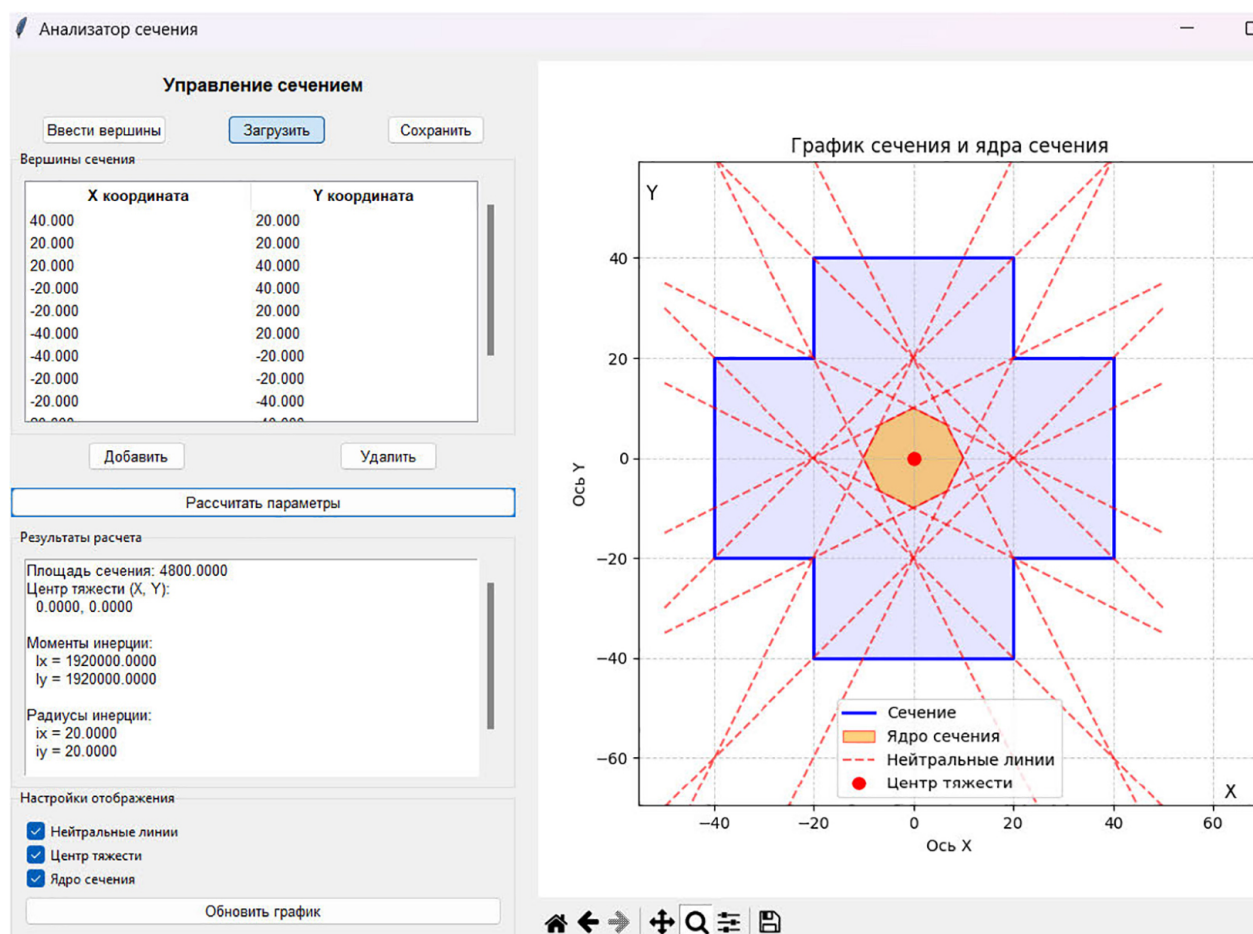 Анализатор сечения
Управление сечением
Ввести вершины Загрузить Сохранить
Вершины сечения
X координата Y координата
40.000 20.000
20.000 20.000
20.000 40.000
-20.000 40.000
-20.000 20.000
-40.000 20.000
-40.000 -20.000
-20.000 -20.000
-20.000 -40.000
Добавить Удалить
Рассчитать параметры
Результаты расчета
Площадь сечения: 4800.0000
Центр тяжести (X, Y):
0.0000, 0.0000
Моменты инерции:
Ix = 1920000.0000
Iy = 1920000.0000
Радиусы инерции:
ix = 20.0000
iy = 20.0000
Настройки отображения
Нейтральные линии
Центр тяжести
Ядро сечения
Обновить график
График сечения и ядра сечения
Y
40
20
0
−20
−40
−60
Ось Y
Сечение
Ядро сечения
Нейтральные линии
Центр тяжести
X
−40 −20 0 20 40 60
Ось X